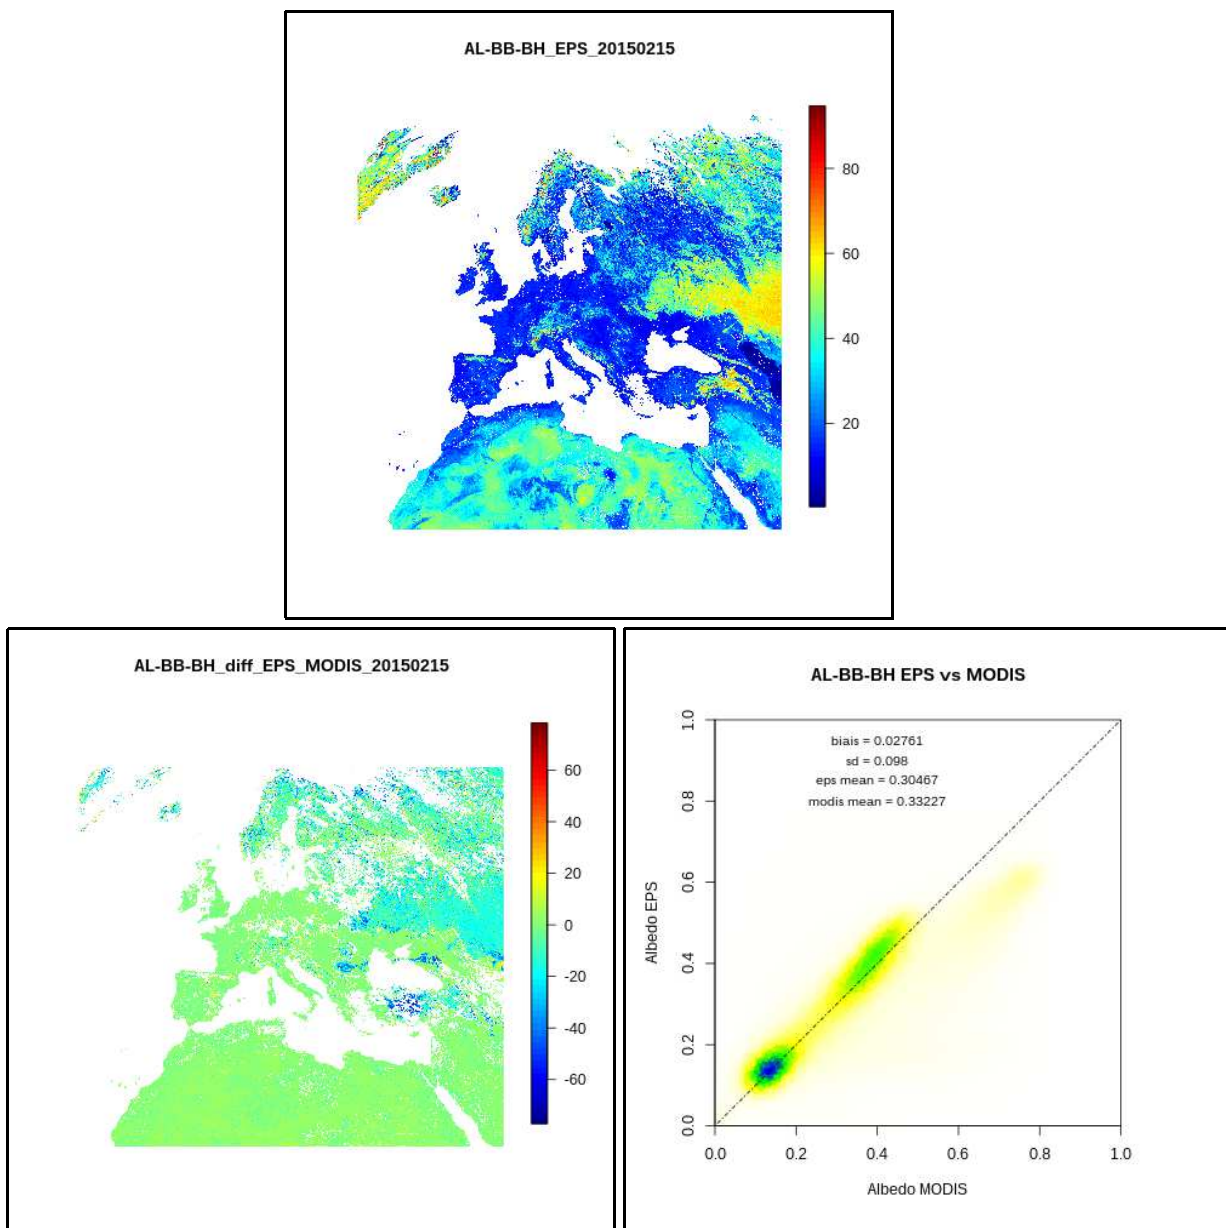 AL-BB-BH_EPS_20150215
80
60
40
20
AL-BB-BH_diff_EPS_MODIS_20150215
60
40
20
0
-20
-40
-60
AL-BB-BH EPS vs MODIS
biais = 0.02761
sd = 0.098
eps mean = 0.30467
modis mean = 0.33227
1.0
0.8
0.6
0.4
0.2
0.0
Albedo EPS
0.0 0.2 0.4 0.6 0.8 1.0
Albedo MODIS